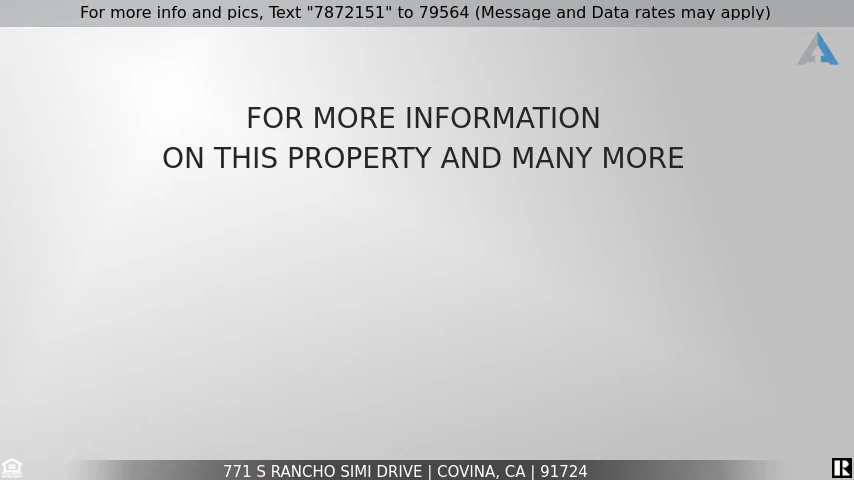 For more info and pics, Text "7872151" to 79564 (Message and Data rates may apply)
FOR MORE INFORMATION
ON THIS PROPERTY AND MANY MORE
771 S RANCHO SIMI DRIVE | COVINA, CA | 91724